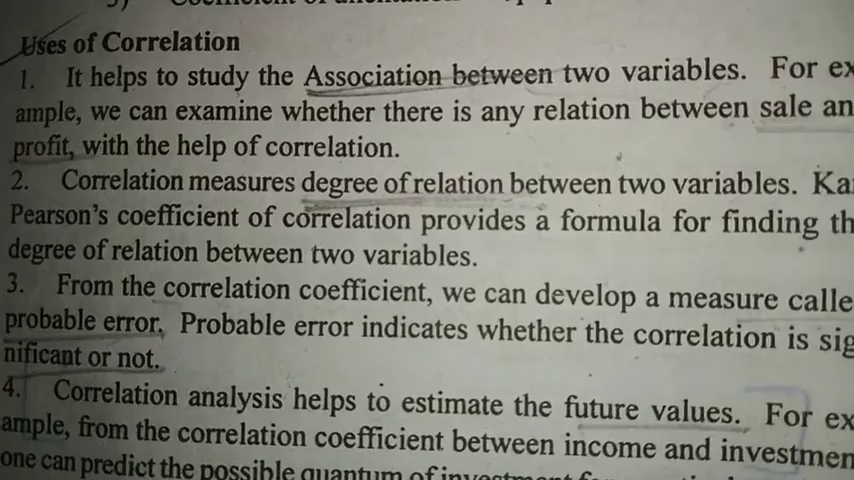 Uses of Correlation
1. It helps to study the Association between two variables. For ex
ample, we can examine whether there is any relation between sale an
profit, with the help of correlation.
2. Correlation measures degree of relation between two variables. Ka
Pearson's coefficient of correlation provides a formula for finding th
degree of relation between two variables.
3. From the correlation coefficient, we can develop a measure calle
probable error. Probable error indicates whether the correlation is sig
nificant or not.
4. Correlation analysis helps to estimate the future values. For ex
ample, from the correlation coefficient between income and investmen
one can predict the possible quantum of investment